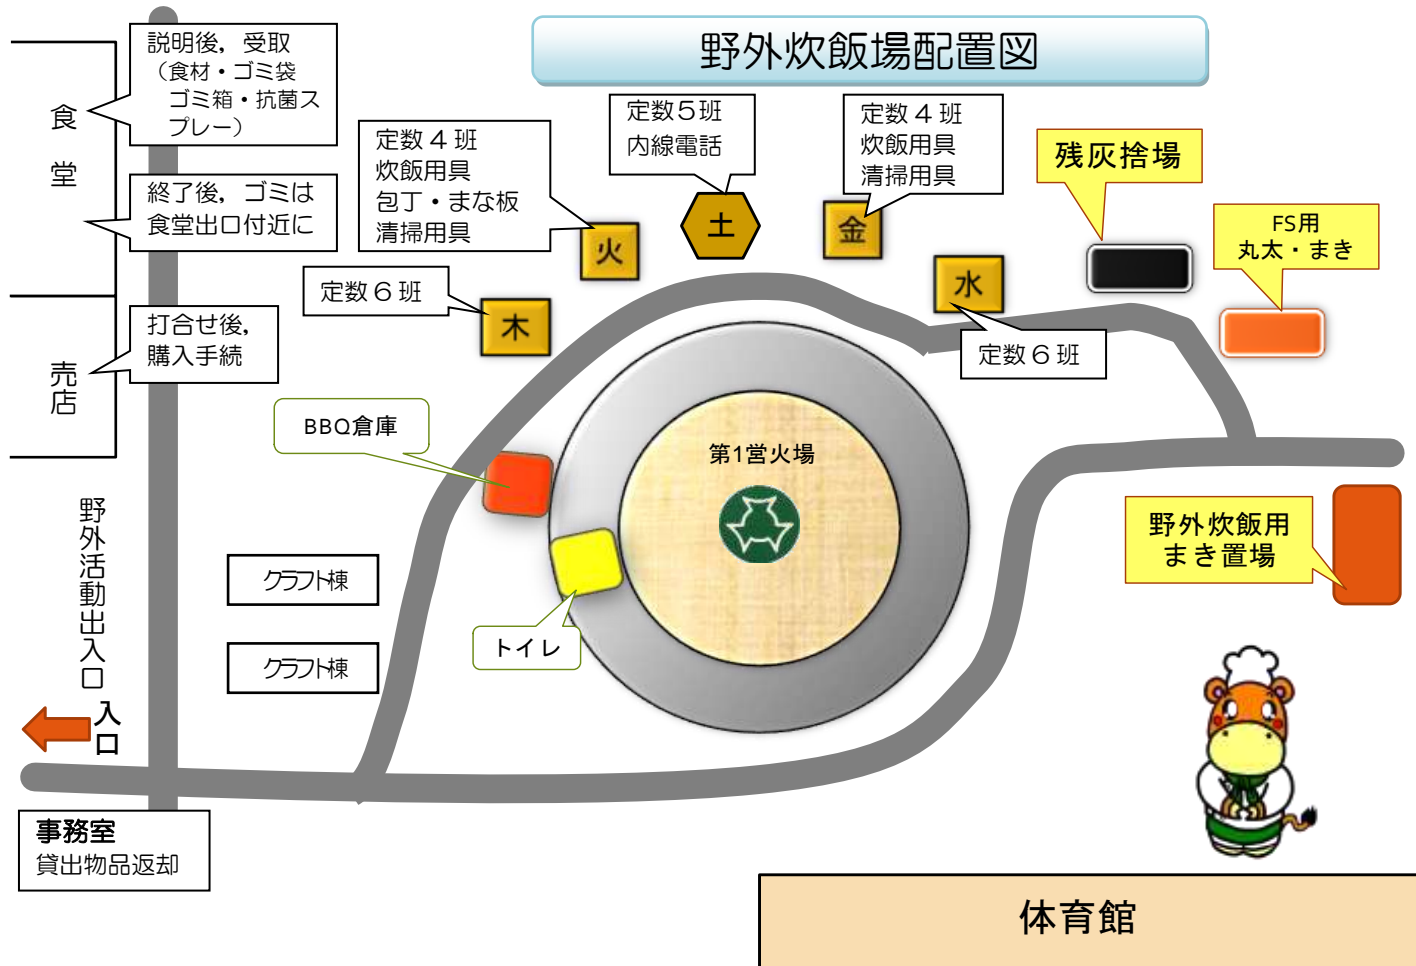 野外炊飯場配置図
説明後，受取
（食材・ゴミ袋
ゴミ箱・抗菌ス
プレー）
食堂
終了後，ゴミは
食堂出口付近に
打合せ後，
購入手続
売店
定数４班
炊飯用具
包丁・まな板
清掃用具
定数５班
内線電話
定数４班
炊飯用具
清掃用具
残灰捨場
FS用
丸太・まき
土
金
火
水
木
定数６班
定数６班
BBQ倉庫
第1営火場
野外炊飯用
まき置場
クラフト棟
トイレ
クラフト棟
野外活動出入口
入口
事務室
貸出物品返却
体育館